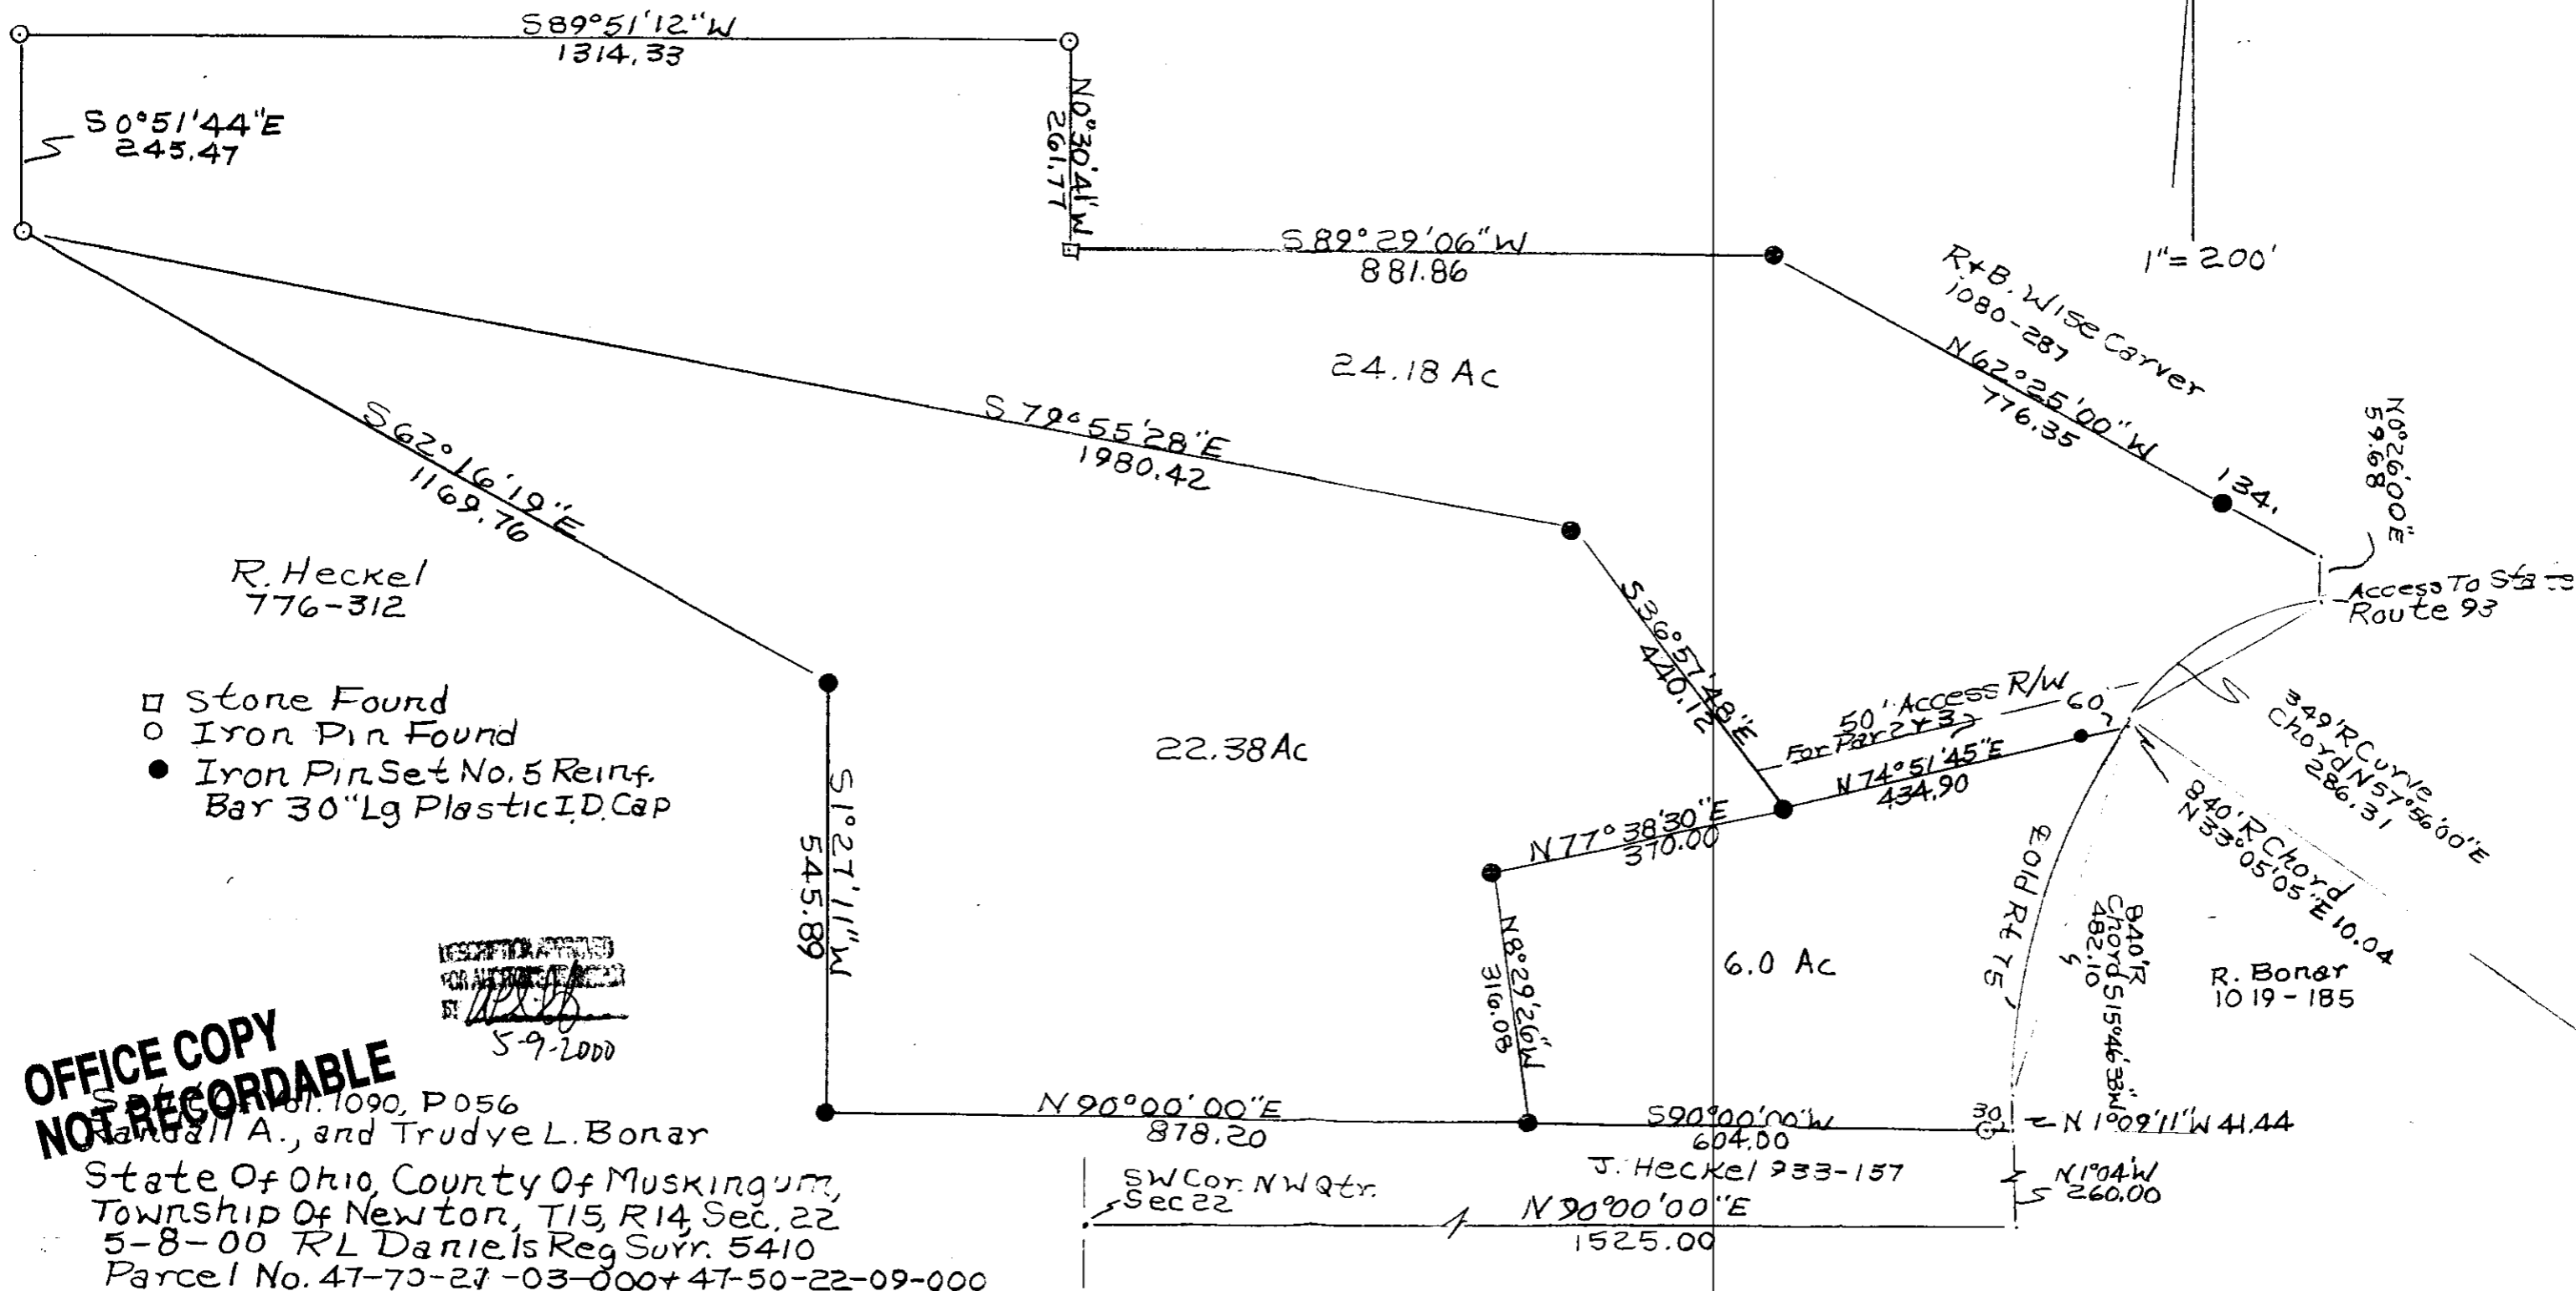 S89°51'12"W
1314.33
S0°51'44"E
245.47
N0°30'41"W
261.77
S89°29'06"W
881.86
1"=200'
R+B. Wise Carver
1080-287
N62°25'00"W
776.35
134.
N0°26'00"E
59.68
Access To State
Route 93
24.18 Ac
S 79°55'28"E
1980.42
S62°16'19"E
1169.76
R. Heckel
776-312
S36°57'48"E
440.12
50' Access R/W
For Par 2 & 3
60
N 74°51'45"E
434.90
349'R Curve
Chord N57°56'00"E
286.31
840'R Chord
N33°05'05"E 10.04
Stone Found
Iron Pin Found
Iron Pin Set No. 5 Reinf.
Bar 30" Lg Plastic I.D. Cap
22.38 Ac
N77°38'30"E
370.00
S1°27'11"W
545.89
N8°29'26"W
316.08
6.0 Ac
℄ Old Rt 75
840'R
Chord S15°46'38"W
482.10
R. Bonar
1019-185
DESCRIPTION APPROVED
BY
5-9-2000
OFFICE COPY
NOT RECORDABLE
Vol. 1090, P056
Randall A., and Trudye L. Bonar
State Of Ohio, County Of Muskingum,
Township Of Newton, T15, R14, Sec. 22
5-8-00 RL Daniels Reg Surr. 5410
Parcel No. 47-70-21-03-000+47-50-22-09-000
N90°00'00"E
878.20
S90°00'00"W
604.00
30
N1°09'11"W 41.44
J. Heckel 933-157
SW Cor. NW Qtr.
Sec 22
N90°00'00"E
1525.00
N1°04'W
260.00